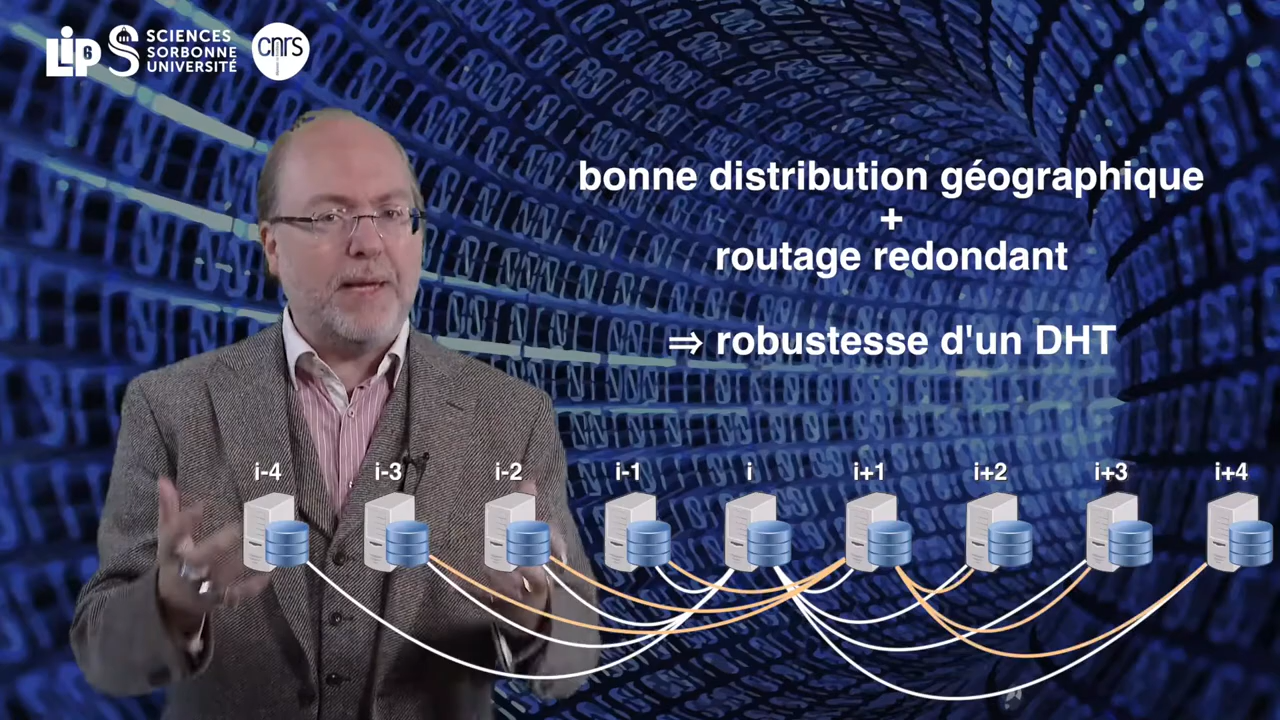 LIP6
SCIENCES
SORBONNE
UNIVERSITÉ
cnrs
bonne distribution géographique
+
routage redondant
⇒ robustesse d'un DHT
i-4 i-3 i-2 i-1 i i+1 i+2 i+3 i+4